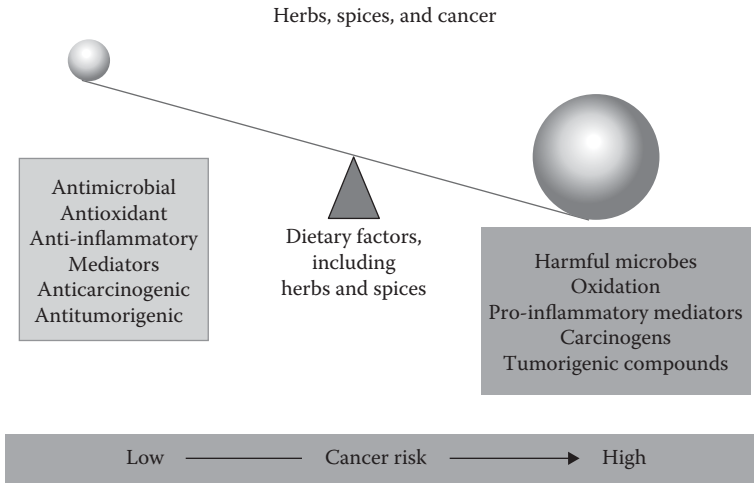 Herbs, spices, and cancer
Antimicrobial
Antioxidant
Anti-inflammatory
Mediators
Anticarcinogenic
Antitumorigenic
Dietary factors,
including
herbs and spices
Harmful microbes
Oxidation
Pro-inflammatory mediators
Carcinogens
Tumorigenic compounds
Low Cancer risk High